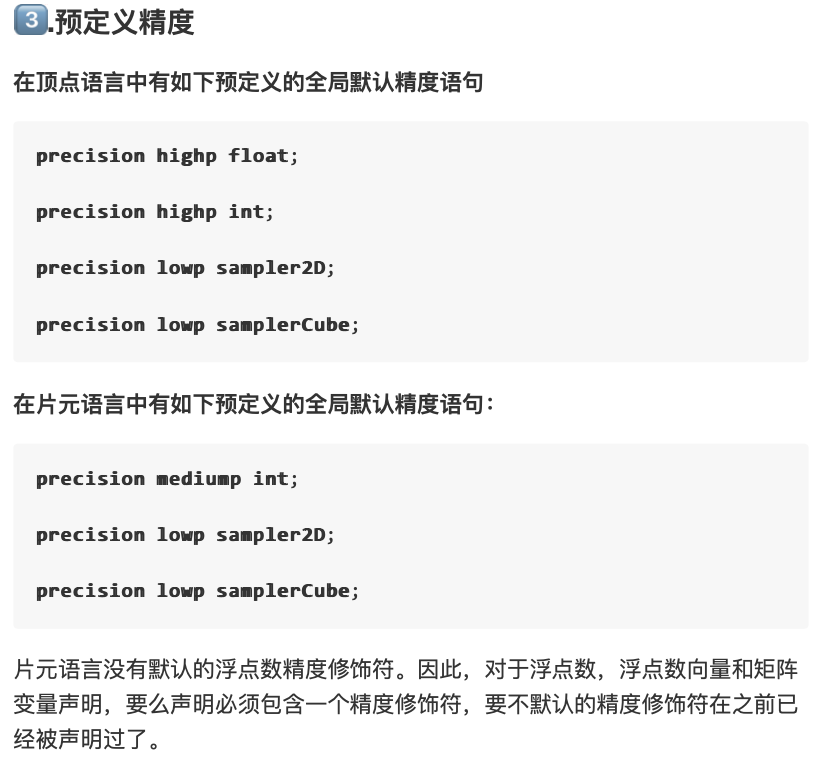 3️⃣.预定义精度
在顶点语言中有如下预定义的全局默认精度语句
precision highp float;
precision highp int;
precision lowp sampler2D;
precision lowp samplerCube;
在片元语言中有如下预定义的全局默认精度语句：
precision mediump int;
precision lowp sampler2D;
precision lowp samplerCube;
片元语言没有默认的浮点数精度修饰符。因此，对于浮点数，浮点数向量和矩阵
变量声明，要么声明必须包含一个精度修饰符，要不默认的精度修饰符在之前已
经被声明过了。